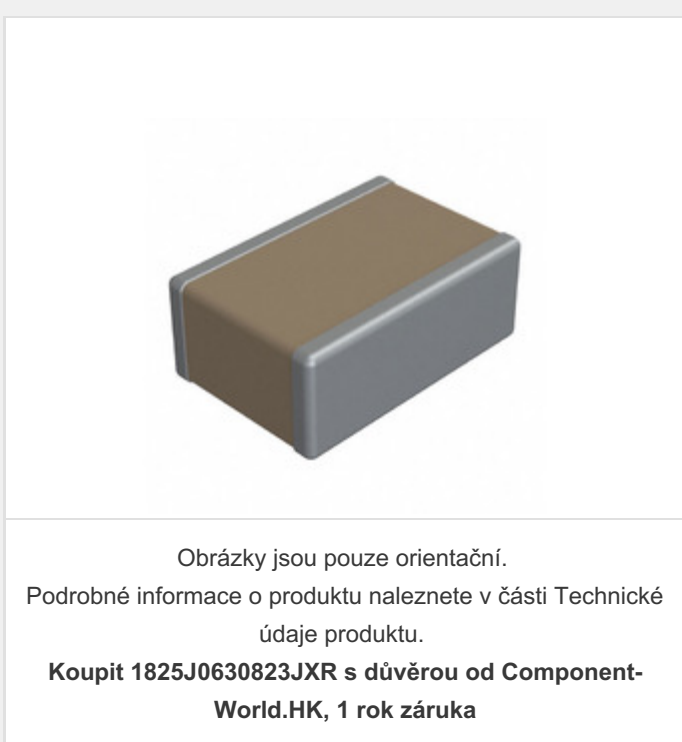 Obrázky jsou pouze orientační.
Podrobné informace o produktu naleznete v části Technické
údaje produktu.
Koupit 1825J0630823JXR s důvěrou od Component-
World.HK, 1 rok záruka